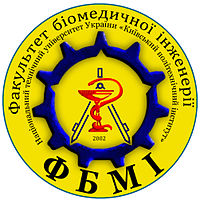 Факультет біомедичної інженерії
Національний технічний університет України «Київський політехнічний інститут»
2002
ФБМІ